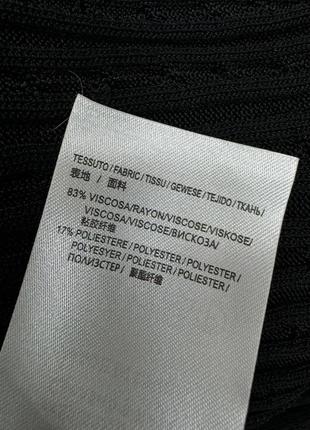 TESSUTO / FABRIC / TISSU / GEWESE / TEJIDO / ТКАНЬ /
表地 / 面料
83% VISCOSA/RAYON/VISCOSE/VISKOSE/
VISCOSA/VISCOSE/ВИСКОЗА/
粘胶纤维
17% POLIESTERE / POLYESTER / POLYESTER /
POLYESYER / POLIESTER / POLIESTER /
ПОЛИЭСТЕР / 聚酯纤维